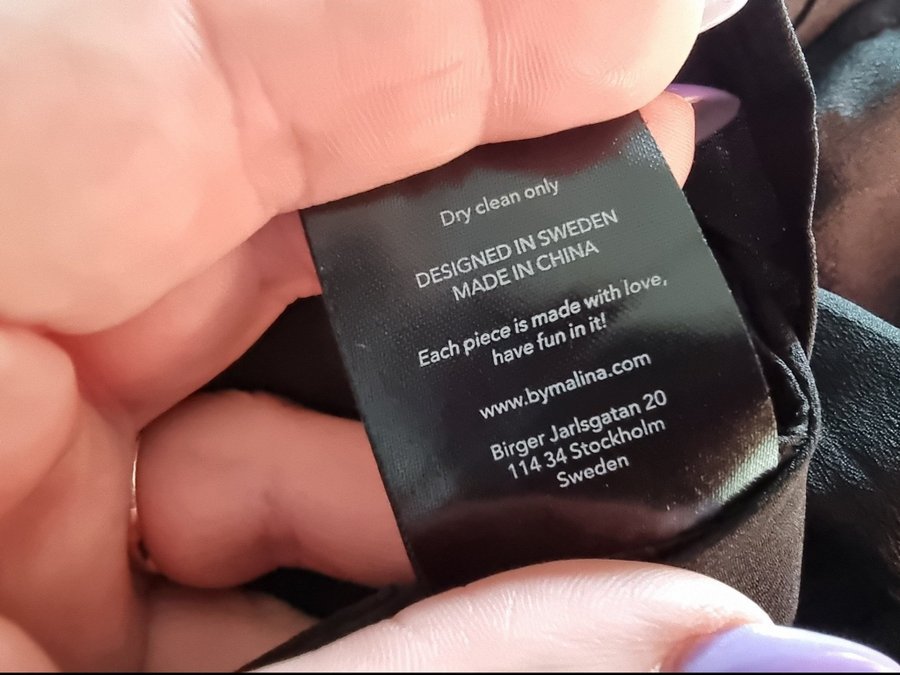 Dry clean only
DESIGNED IN SWEDEN
MADE IN CHINA
Each piece is made with love,
have fun in it!
www.bymalina.com
Birger Jarlsgatan 20
114 34 Stockholm
Sweden